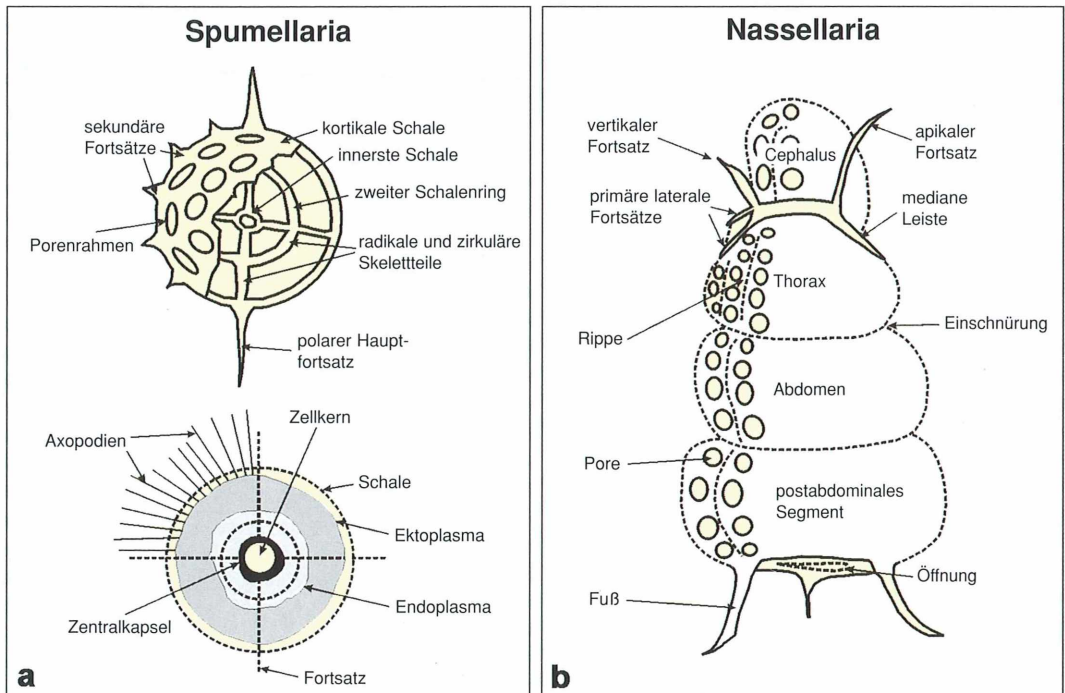 Spumellaria
sekundäre
Fortsätze
kortikale Schale
innerste Schale
zweiter Schalenring
Porenrahmen
radikale und zirkuläre
Skelettteile
polarer Haupt-
fortsatz
Zellkern
Axopodien
Schale
Ektoplasma
Endoplasma
Zentralkapsel
Fortsatz
a
Nassellaria
vertikaler
Fortsatz
apikaler
Fortsatz
Cephalus
primäre laterale
Fortsätze
mediane
Leiste
Thorax
Rippe
Einschnürung
Abdomen
Pore
postabdominales
Segment
Öffnung
Fuß
b